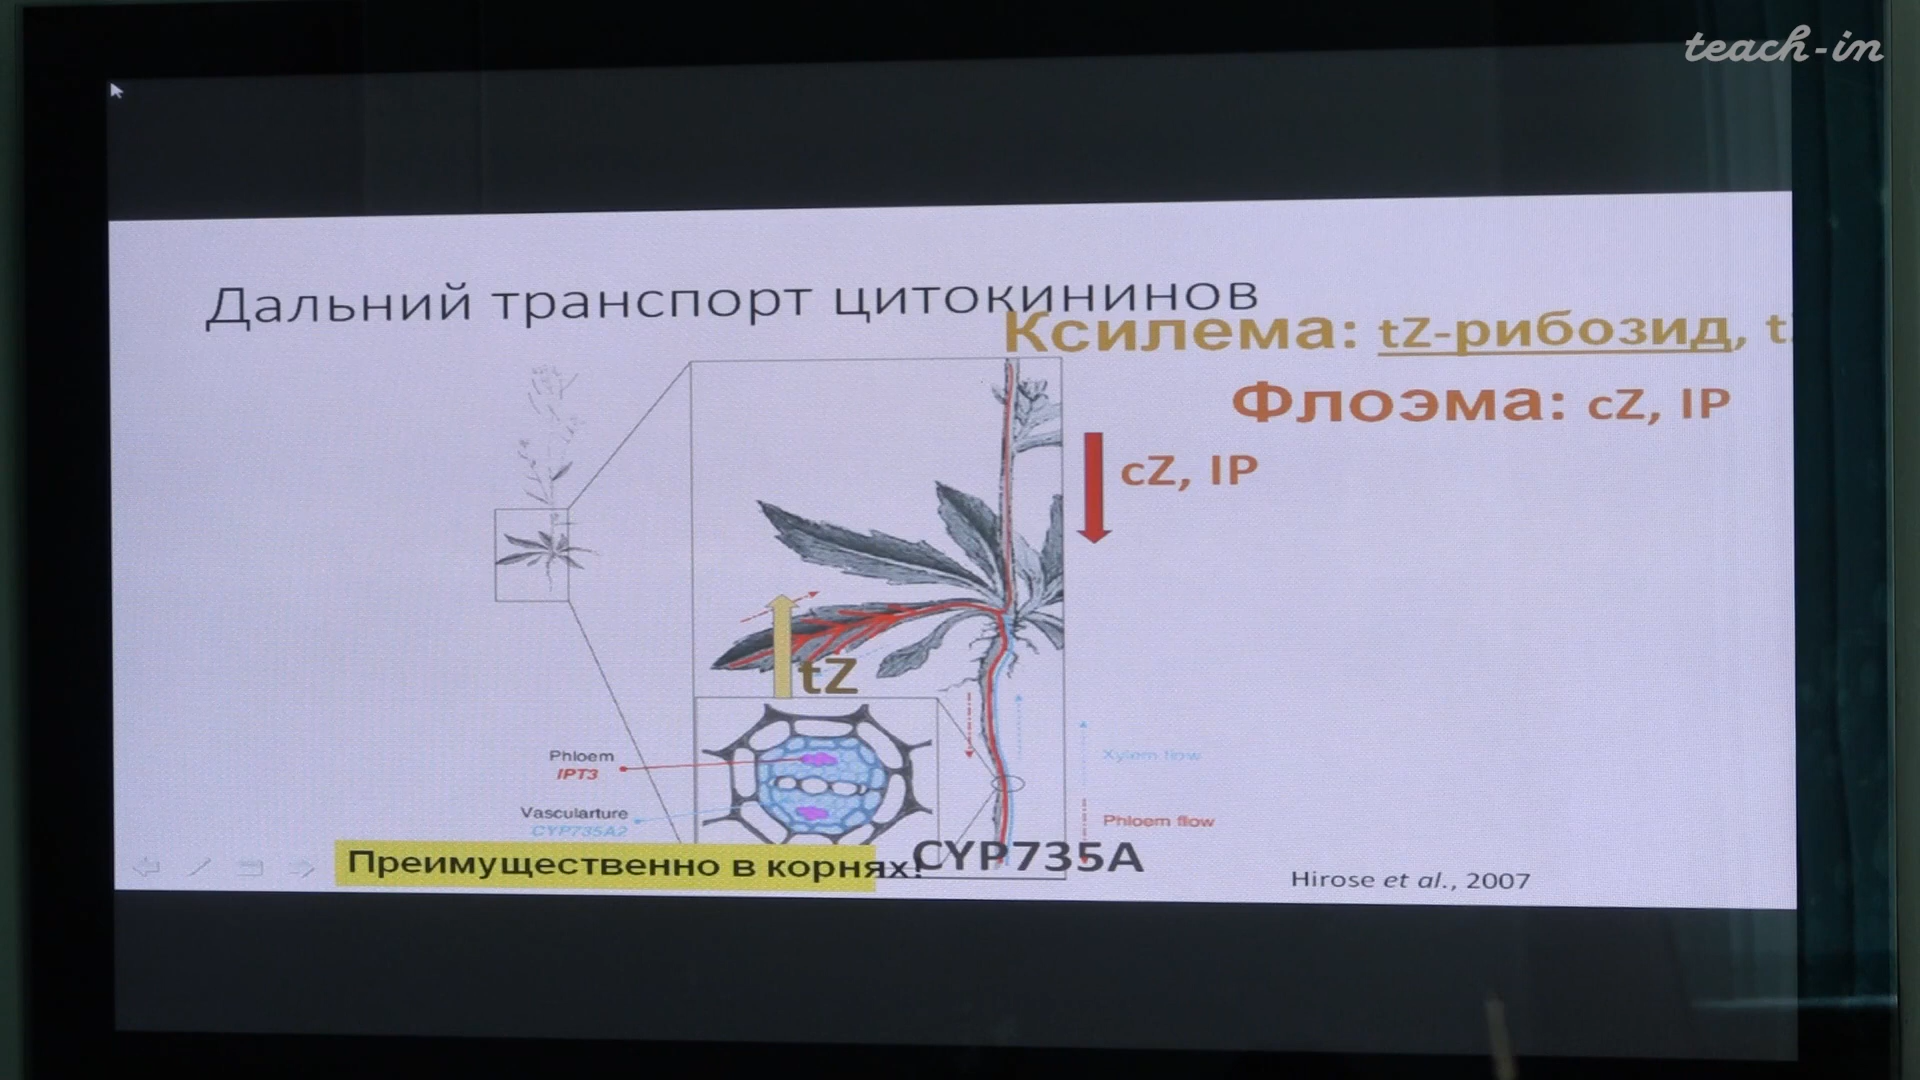 teach-in
Дальний транспорт цитокининов
Ксилема: tZ-рибозид, t
Флоэма: cZ, IP
cZ, IP
tZ
Phloem
IPT3
Xylem flow
Vascularture
CYP735A2
Phloem flow
Преимущественно в корнях!
CYP735A
Hirose et al., 2007